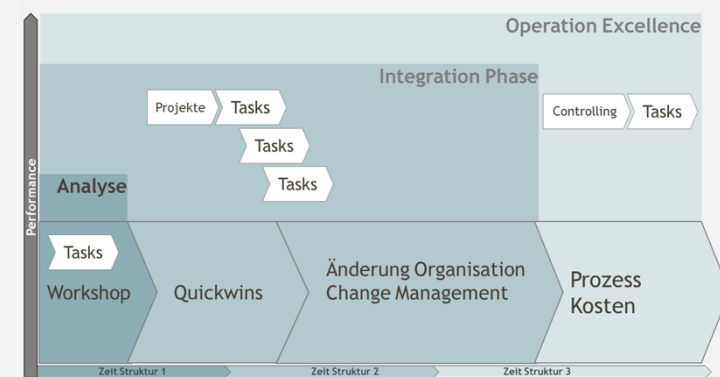 Operation Excellence
Integration Phase
Projekte Tasks
Controlling Tasks
Tasks
Tasks
Analyse
Performance
Tasks
Workshop
Quickwins
Änderung Organisation
Change Management
Prozess
Kosten
Zeit Struktur 1
Zeit Struktur 2
Zeit Struktur 3